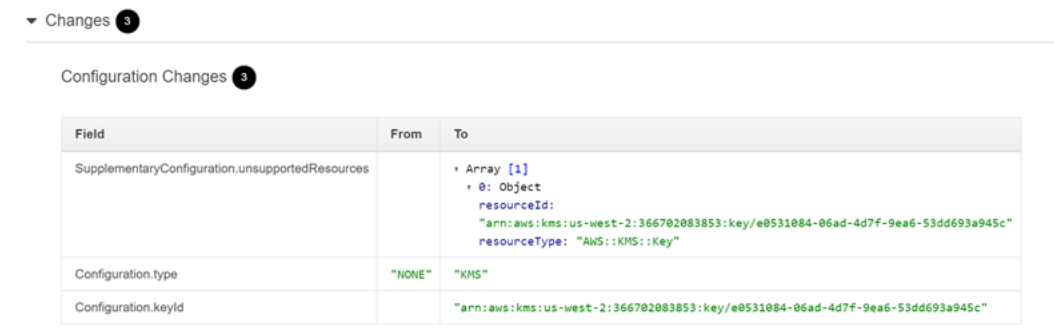 Changes 3
Configuration Changes 3
Field From To
SupplementaryConfiguration.unsupportedResources Array [1]
0: Object
resourceId:
"arn:aws:kms:us-west-2:366702083853:key/e0531084-06ad-4d7f-9ea6-53dd693a945c"
resourceType: "AWS::KMS::Key"
Configuration.type "NONE" "KMS"
Configuration.keyId "arn:aws:kms:us-west-2:366702083853:key/e0531084-06ad-4d7f-9ea6-53dd693a945c"